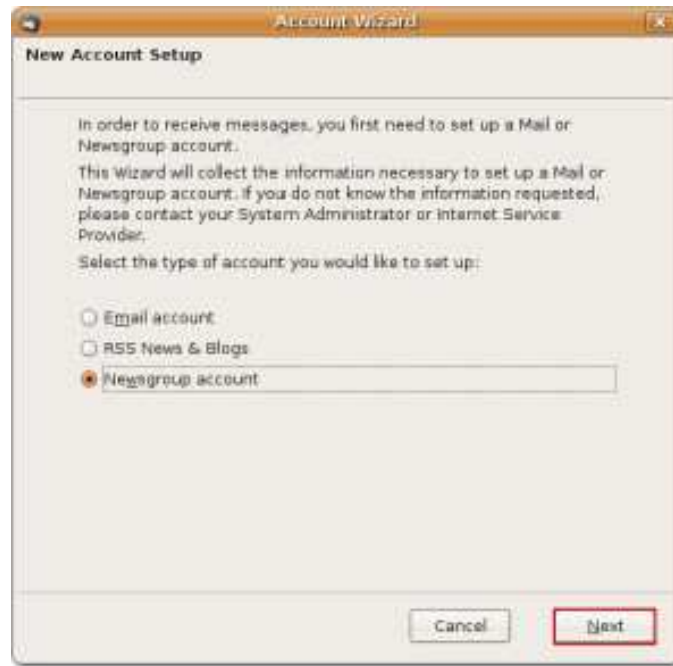 Account Wizard
New Account Setup
In order to receive messages, you first need to set up a Mail or
Newsgroup account.
This Wizard will collect the information necessary to set up a Mail or
Newsgroup account. If you do not know the information requested,
please contact your System Administrator or Internet Service
Provider.
Select the type of account you would like to set up:
Email account
RSS News & Blogs
Newsgroup account
Cancel
Next